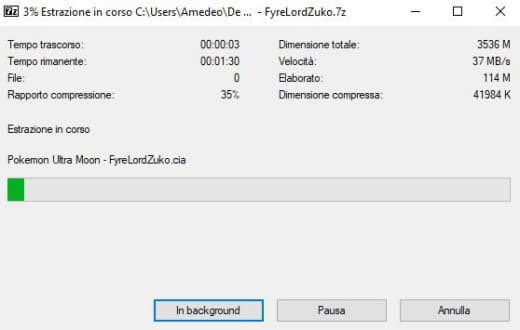 7z 3% Estrazione in corso C:\Users\Amedeo\De ... - FyreLordZuko.7z
Tempo trascorso: 00:00:03 Dimensione totale: 3536 M
Tempo rimanente: 00:01:30 Velocità: 37 MB/s
File: 0 Elaborato: 114 M
Rapporto compressione: 35% Dimensione compressa: 41984 K
Estrazione in corso
Pokemon Ultra Moon - FyreLordZuko.cia
In background Pausa Annulla